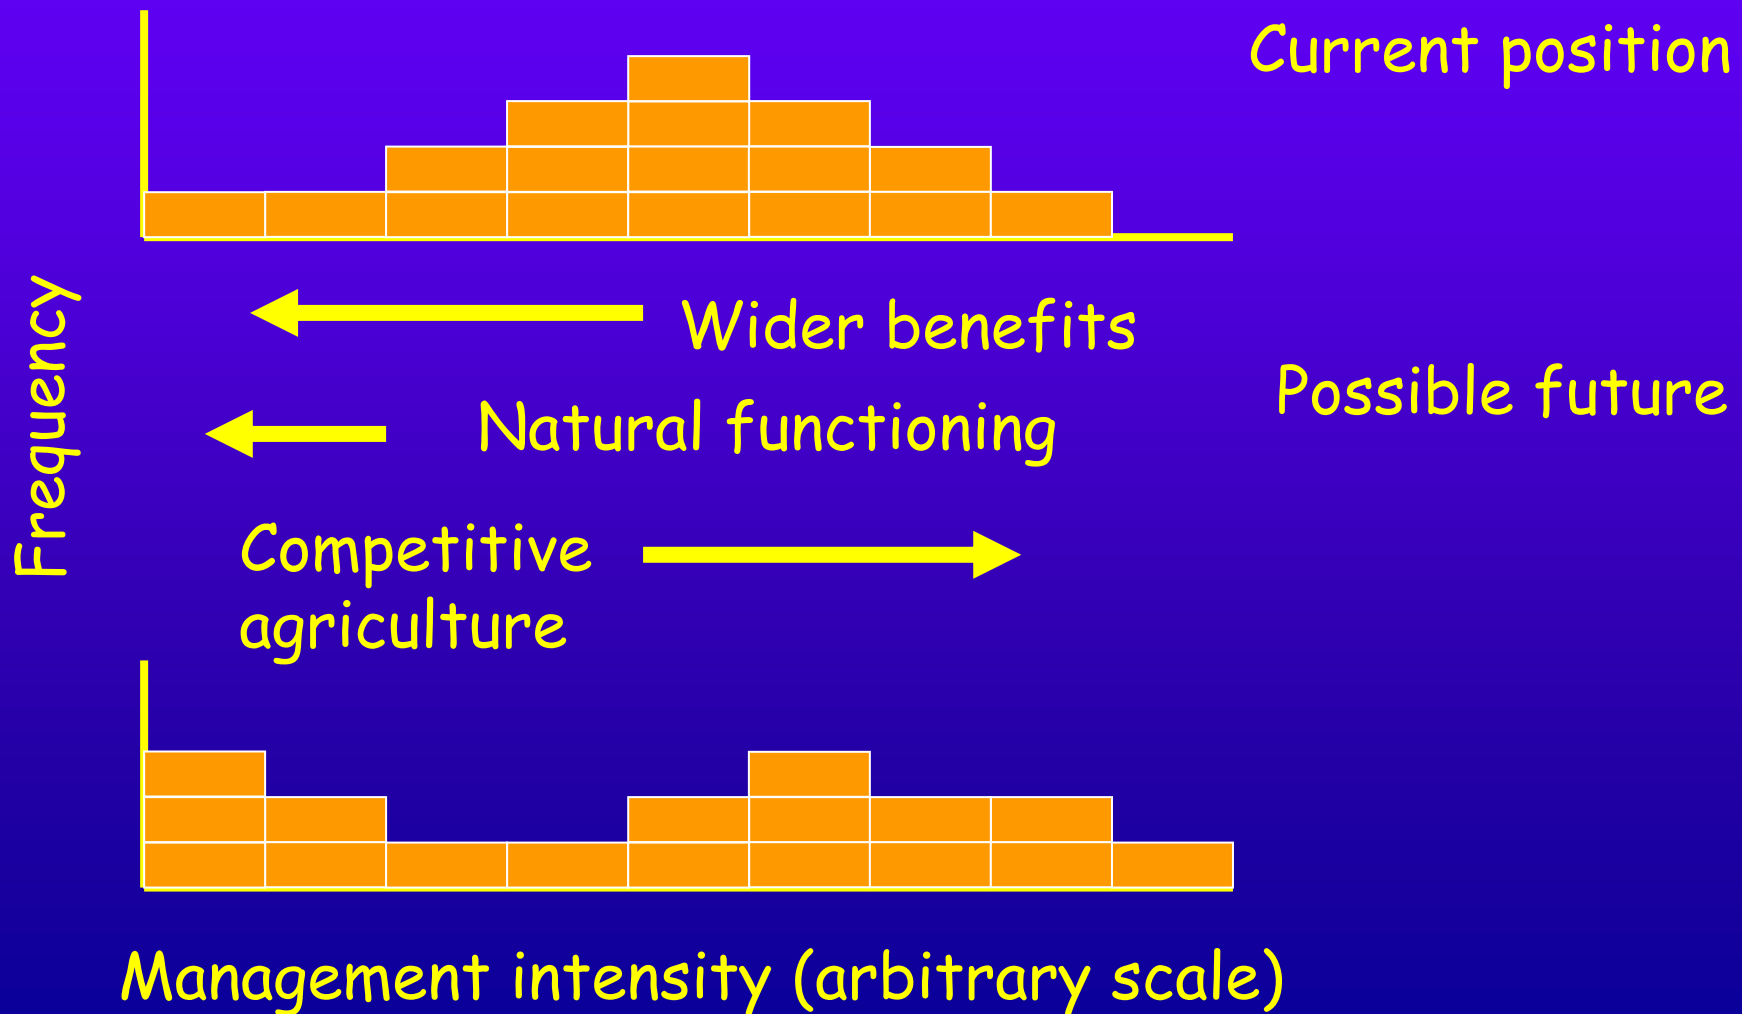 Current position
Frequency
Wider benefits
Possible future
Natural functioning
Competitive
agriculture
Management intensity (arbitrary scale)